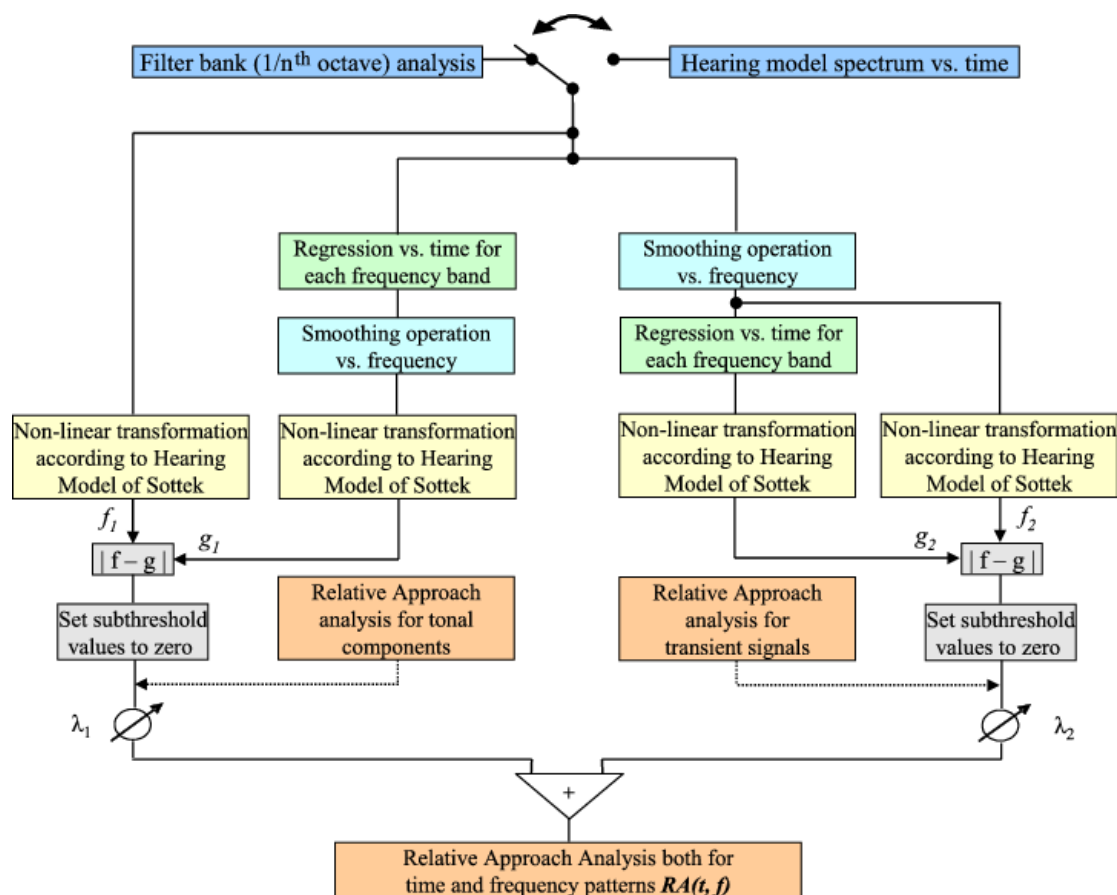 Filter bank (1/nth octave) analysis
Hearing model spectrum vs. time
Regression vs. time for
each frequency band
Smoothing operation
vs. frequency
Smoothing operation
vs. frequency
Regression vs. time for
each frequency band
Non-linear transformation
according to Hearing
Model of Sottek
Non-linear transformation
according to Hearing
Model of Sottek
Non-linear transformation
according to Hearing
Model of Sottek
Non-linear transformation
according to Hearing
Model of Sottek
f1
g1
g2
f2
| f – g |
| f – g |
Set subthreshold
values to zero
Relative Approach
analysis for tonal
components
Relative Approach
analysis for
transient signals
Set subthreshold
values to zero
λ1
λ2
+
Relative Approach Analysis both for
time and frequency patterns RA(t, f)